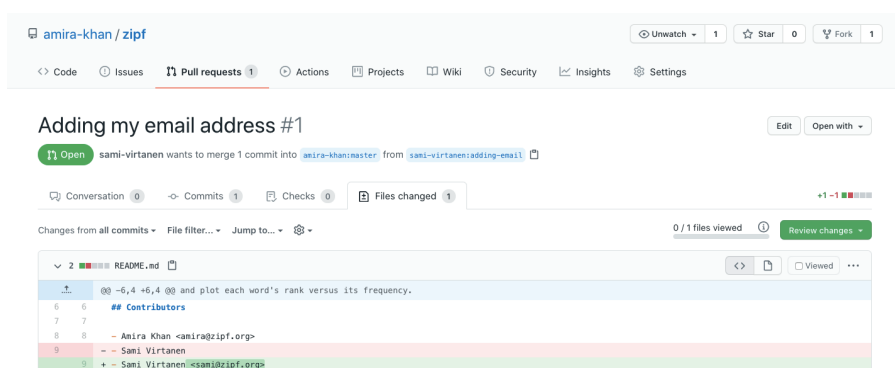 amira-khan / zipf
Unwatch 1 Star 0 Fork 1
Code Issues Pull requests 1 Actions Projects Wiki Security Insights Settings
Adding my email address #1
Edit Open with
Open sami-virtanen wants to merge 1 commit into amira-khan:master from sami-virtanen:adding-email
Conversation 0 Commits 1 Checks 0 Files changed 1 +1 −1
Changes from all commits File filter... Jump to... 0 / 1 files viewed Review changes
2 README.md <> Viewed ...
@@ -6,4 +6,4 @@ and plot each word's rank versus its frequency.
6 6 ## Contributors
7 7
8 8 - Amira Khan <amira@zipf.org>
9 - - Sami Virtanen
9 + - Sami Virtanen <sami@zipf.org>